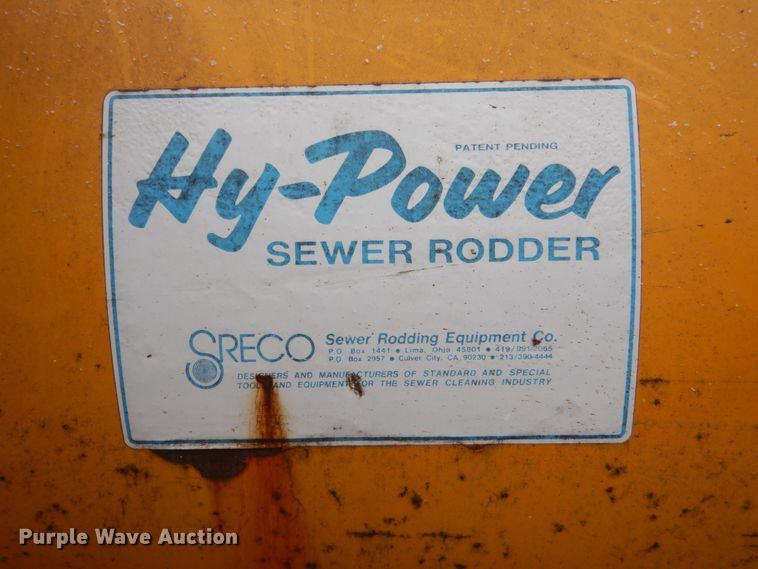 Hy-Power
PATENT PENDING
SEWER RODDER
SRECO
Sewer Rodding Equipment Co.
P.O. Box 1441 • Lima, Ohio 45801 • 419/991-2065
P.O. Box 2957 • Culver City, CA 90230 • 213/390-4444
DESIGNERS AND MANUFACTURERS OF STANDARD AND SPECIAL
TOOLS AND EQUIPMENT FOR THE SEWER CLEANING INDUSTRY
Purple Wave Auction